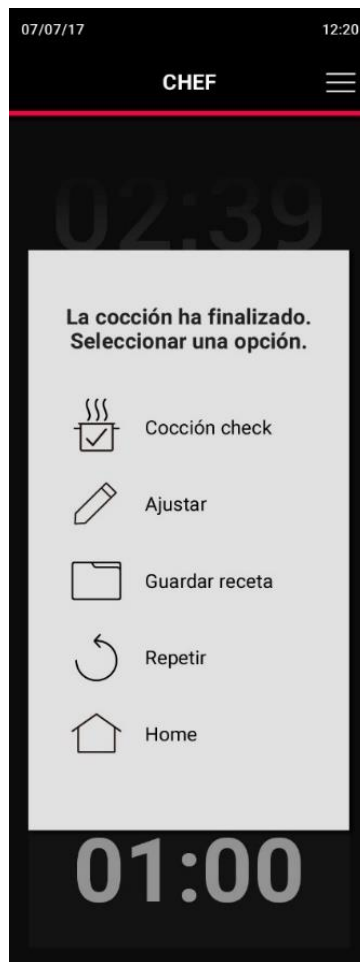 07/07/17 12:20
CHEF
02:39
La cocción ha finalizado.
Seleccionar una opción.
Cocción check
Ajustar
Guardar receta
Repetir
Home
01:00